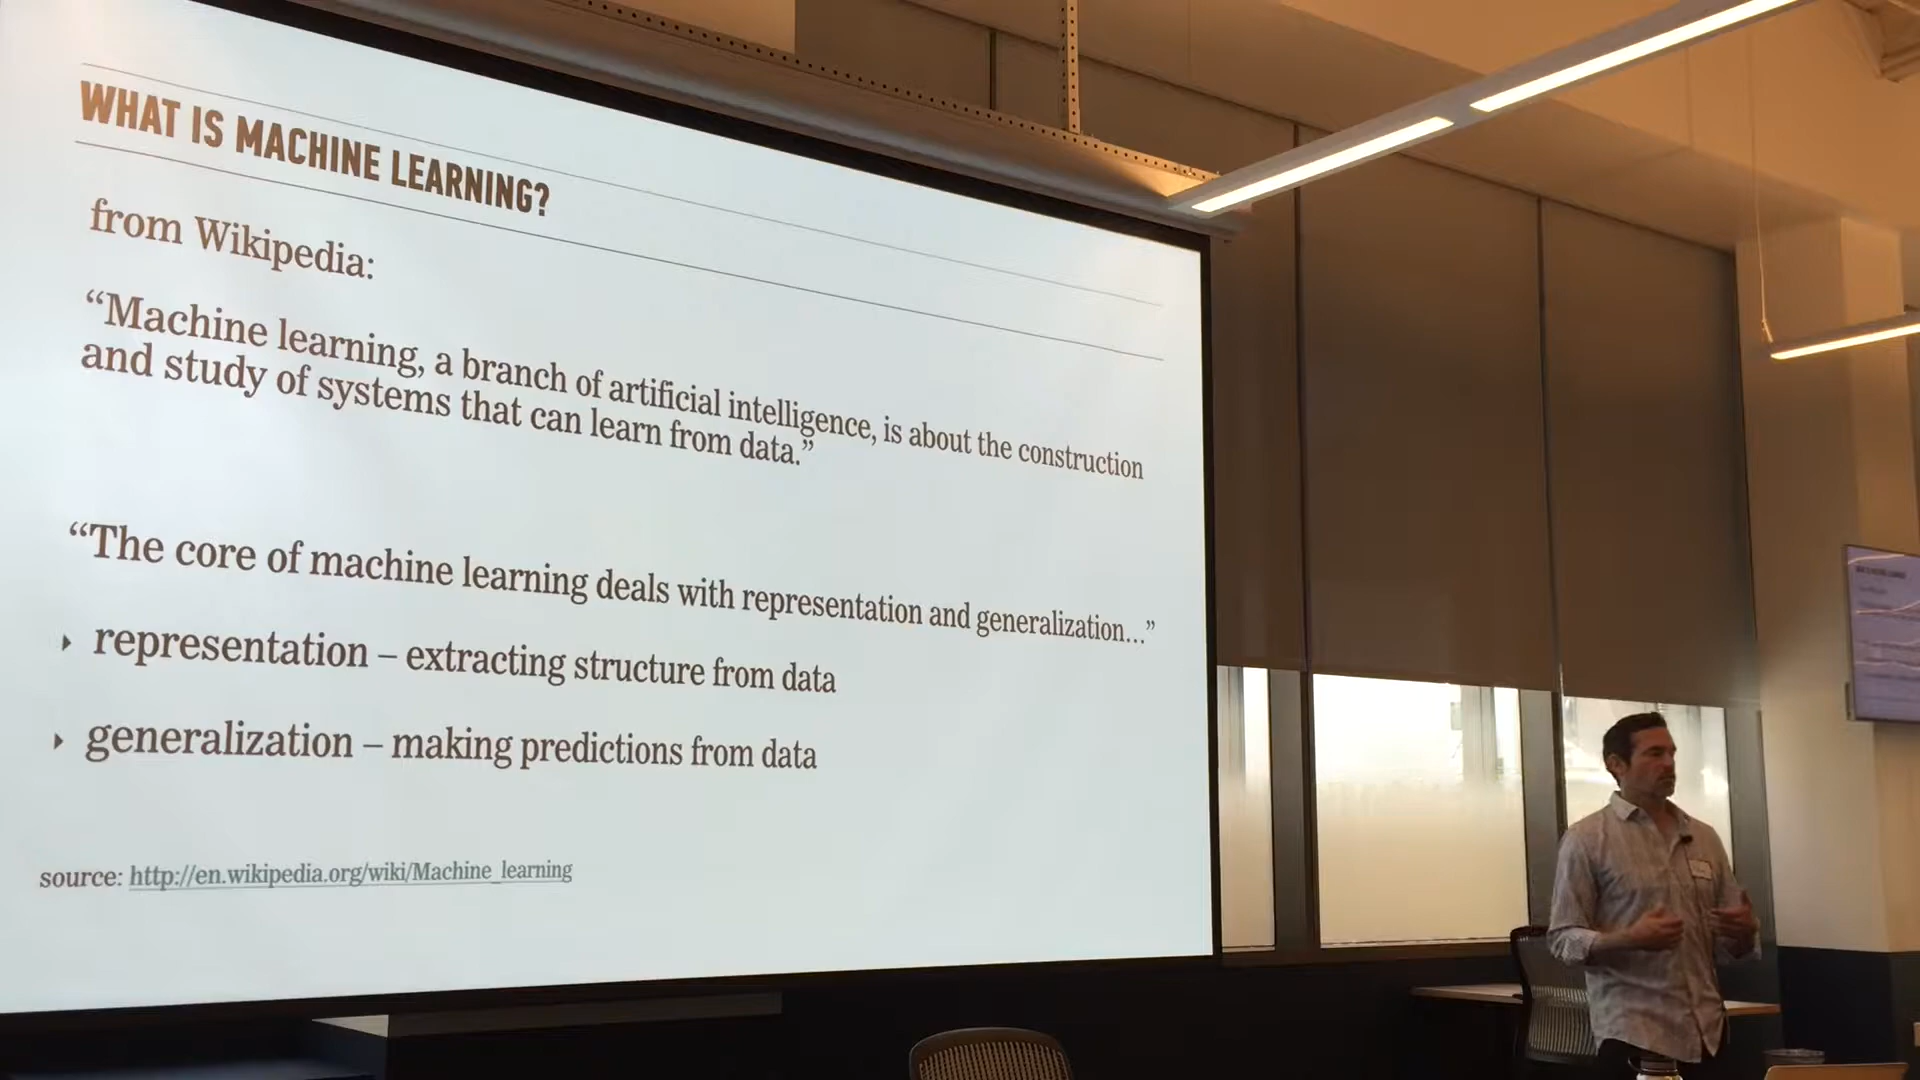 WHAT IS MACHINE LEARNING?
from Wikipedia:
“Machine learning, a branch of artificial intelligence, is about the construction
and study of systems that can learn from data.”
“The core of machine learning deals with representation and generalization...”
‣ representation – extracting structure from data
‣ generalization – making predictions from data
source: http://en.wikipedia.org/wiki/Machine_learning